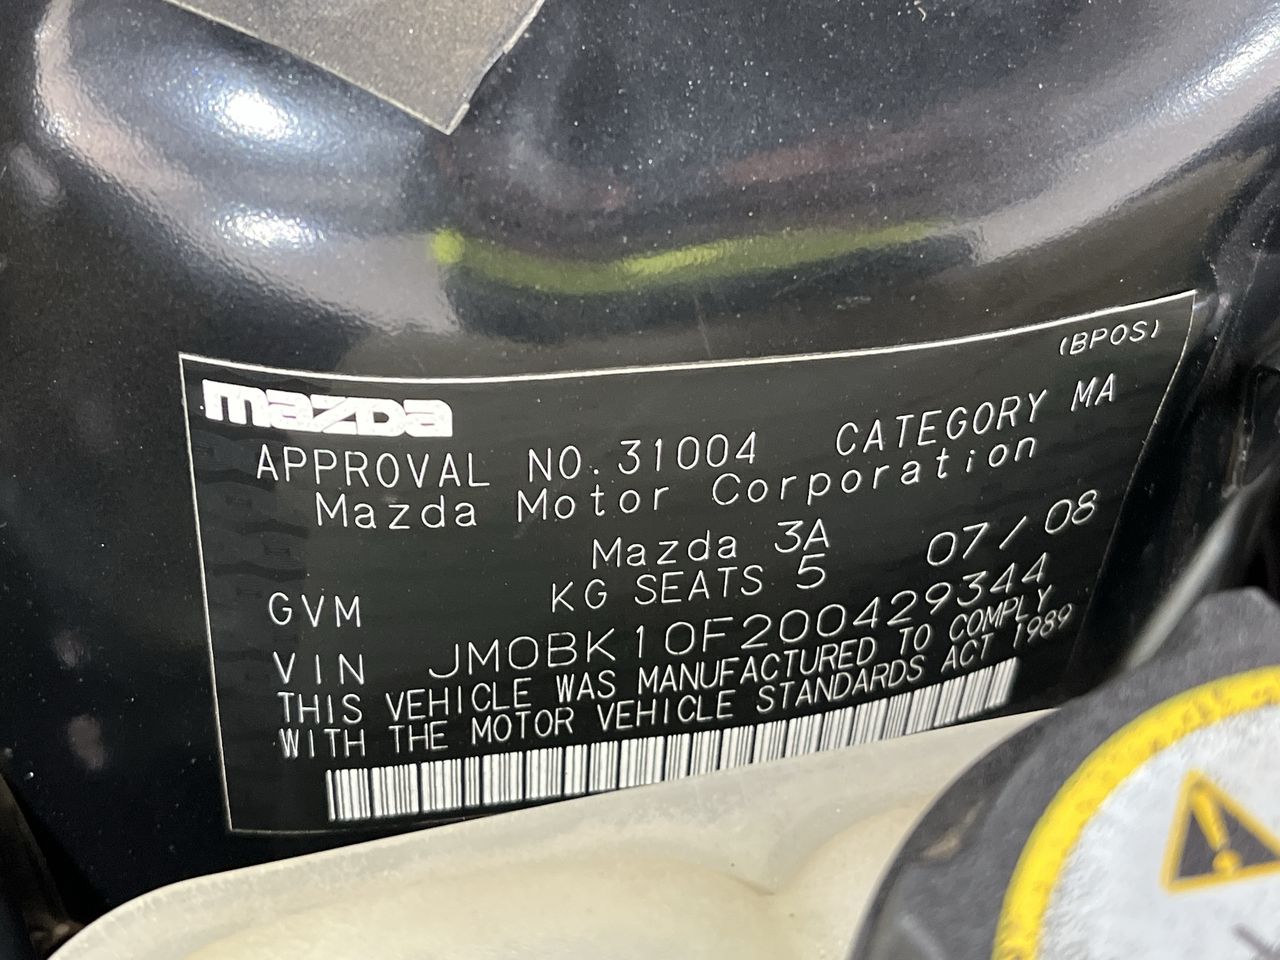 (BPOS)
mazda
APPROVAL NO. 31004 CATEGORY MA
Mazda Motor Corporation
Mazda 3A 07/08
GVM KG SEATS 5
VIN JM0BK10F200429344
THIS VEHICLE WAS MANUFACTURED TO COMPLY
WITH THE MOTOR VEHICLE STANDARDS ACT 1989